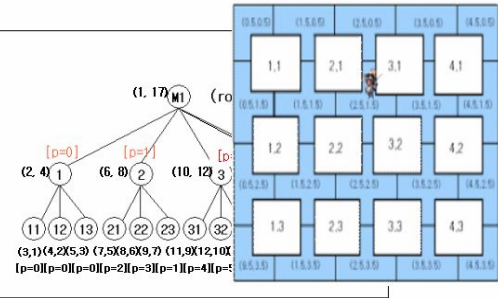 (1, 17) M1 (ro
[p=0] [p=1] [p=
(2, 4) 1 (6, 8) 2 (10, 12) 3
11 12 13 21 22 23 31 32
(3,1) (4,2)(5,3) (7,5)(8,6)(9,7) (11,9)(12,10)(
[p=0][p=0][p=0][p=2][p=3][p=1][p=4][p=5
(0.5,0.5) (1.5,0.5) (2.5,0.5) (3.5,0.5) (4.5,0.5)
1,1 2,1 3,1 4,1
(0.5,1.5) (1.5,1.5) (2.5,1.5) (3.5,1.5) (4.5,1.5)
1,2 2,2 3,2 4,2
(0.5,2.5) (1.5,2.5) (2.5,2.5) (3.5,2.5) (4.5,2.5)
1,3 2,3 3,3 4,3
(0.5,3.5) (1.5,3.5) (2.5,3.5) (3.5,3.5) (4.5,3.5)